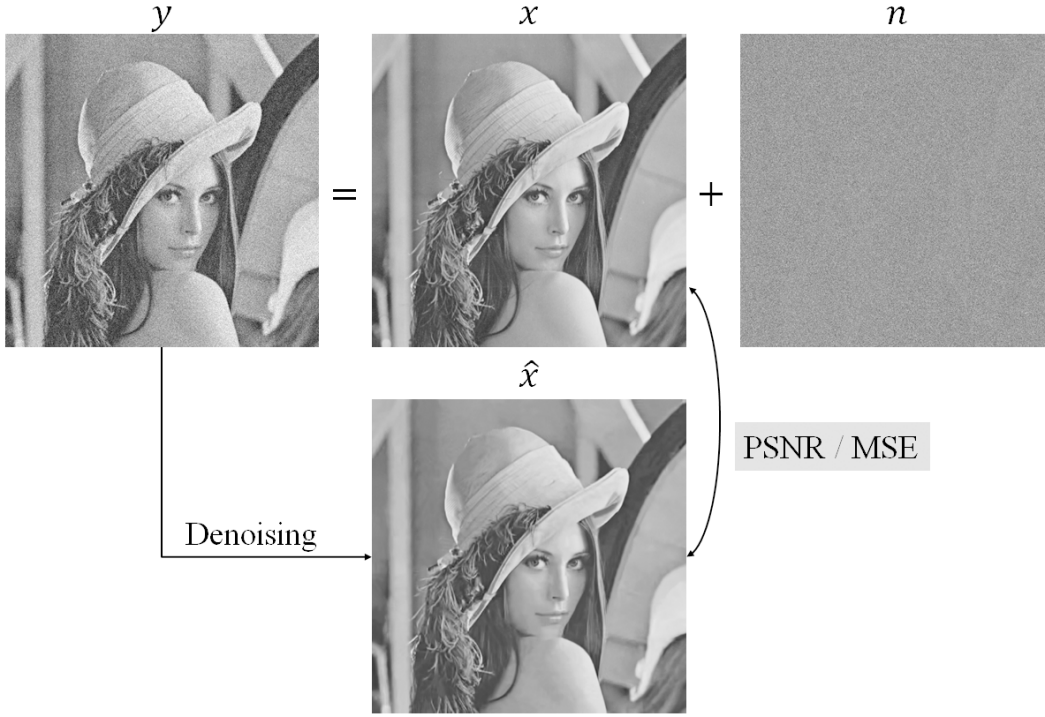 y x n
= +
x̂
PSNR / MSE
Denoising